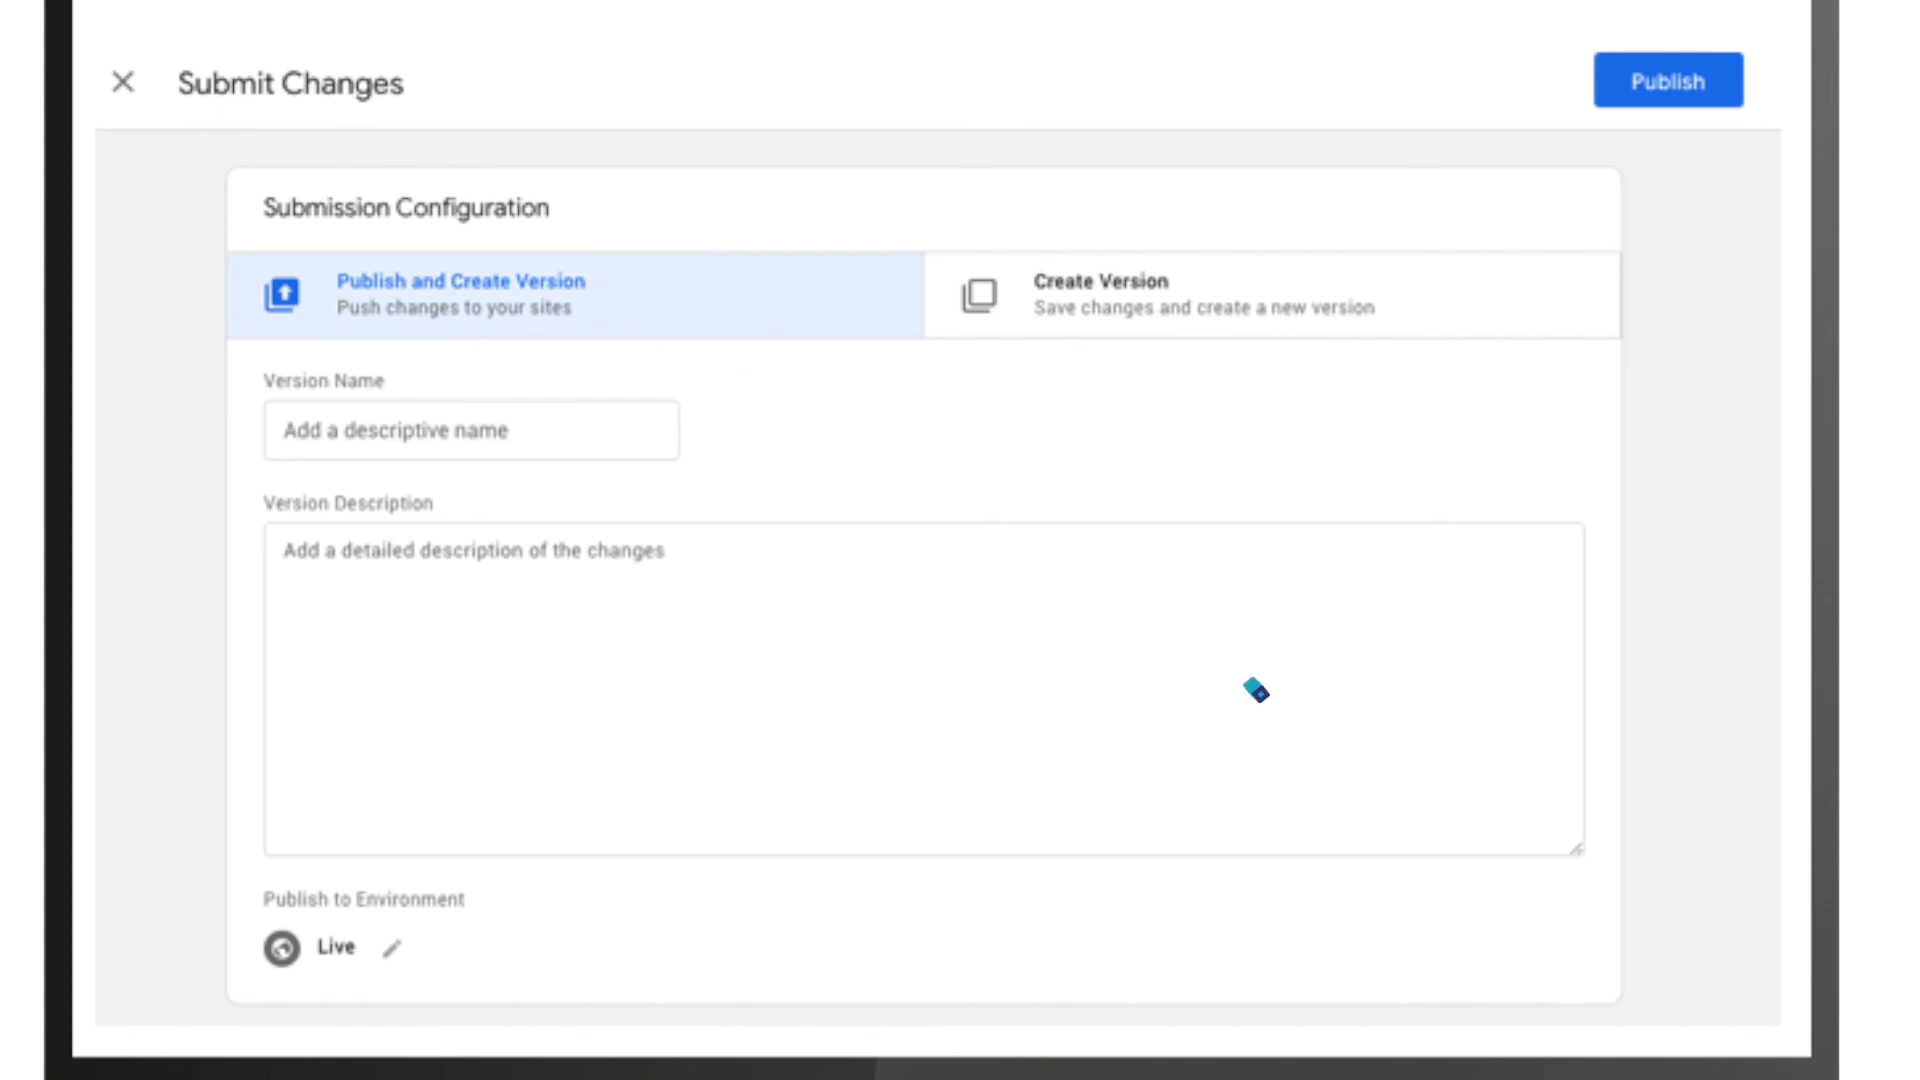 Submit Changes
Publish
Submission Configuration
Publish and Create Version
Push changes to your sites
Create Version
Save changes and create a new version
Version Name
Add a descriptive name
Version Description
Add a detailed description of the changes
Publish to Environment
Live